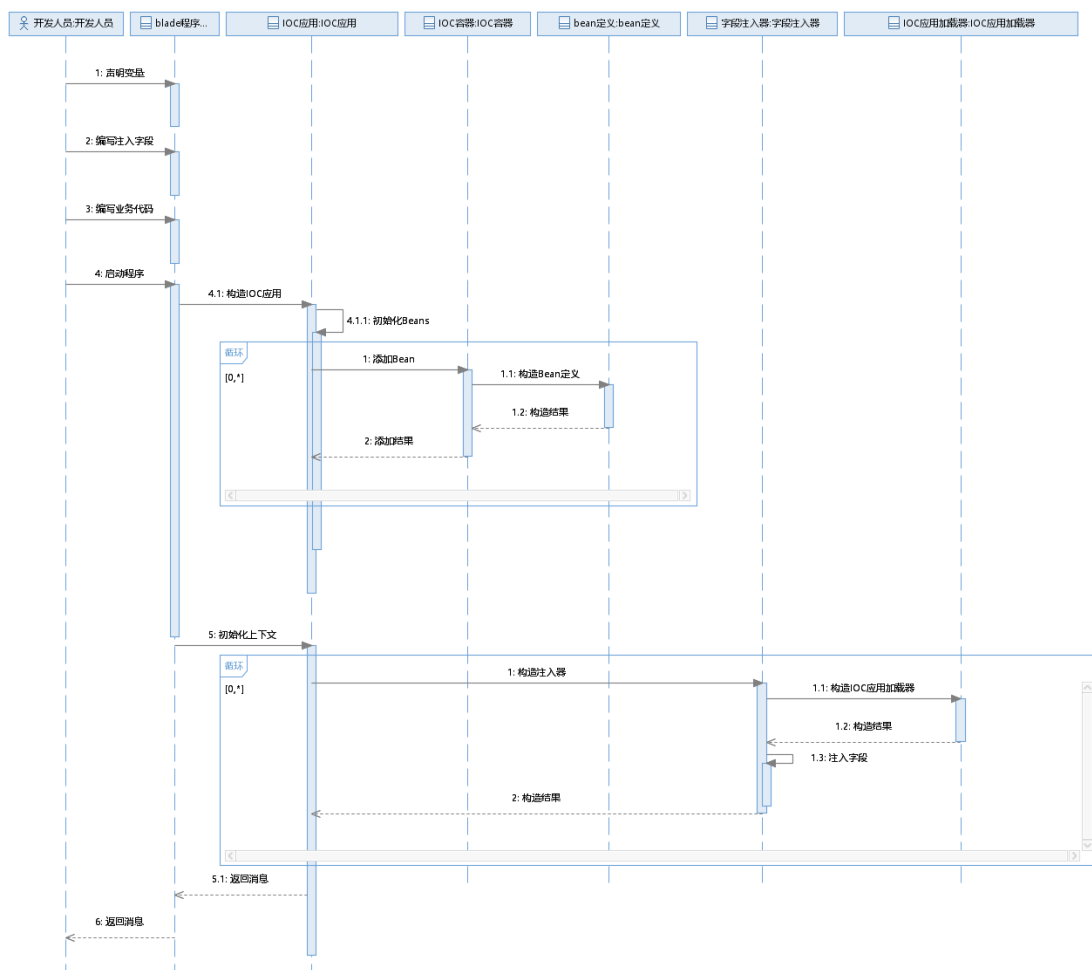 开发人员:开发人员
blade程序...
IOC应用:IOC应用
IOC容器:IOC容器
bean定义:bean定义
字段注入器:字段注入器
IOC应用加载器:IOC应用加载器
1: 声明变量
2: 编写注入字段
3: 编写业务代码
4: 启动程序
4.1: 构造IOC应用
4.1.1: 初始化Beans
循环
[0,*]
1: 添加Bean
1.1: 构造Bean定义
1.2: 构造结果
2: 添加结果
5: 初始化上下文
循环
[0,*]
1: 构造注入器
1.1: 构造IOC应用加载器
1.2: 构造结果
1.3: 注入字段
2: 构造结果
5.1: 返回消息
6: 返回消息